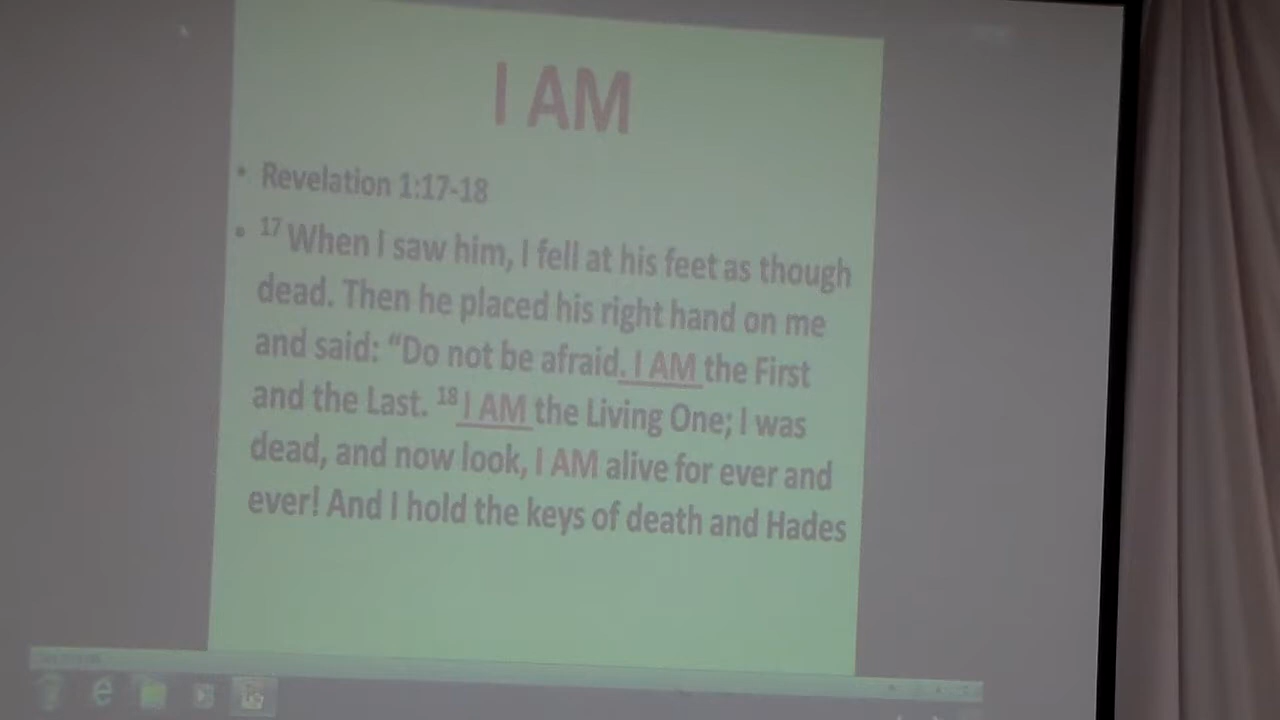 I AM
• Revelation 1:17-18
• 17 When I saw him, I fell at his feet as though
dead. Then he placed his right hand on me
and said: “Do not be afraid. I AM the First
and the Last. 18 I AM the Living One; I was
dead, and now look, I AM alive for ever and
ever! And I hold the keys of death and Hades